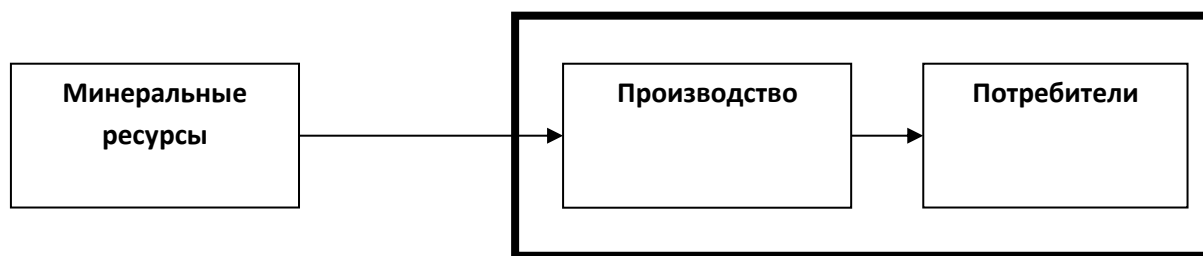 Минеральные
ресурсы
Производство
Потребители